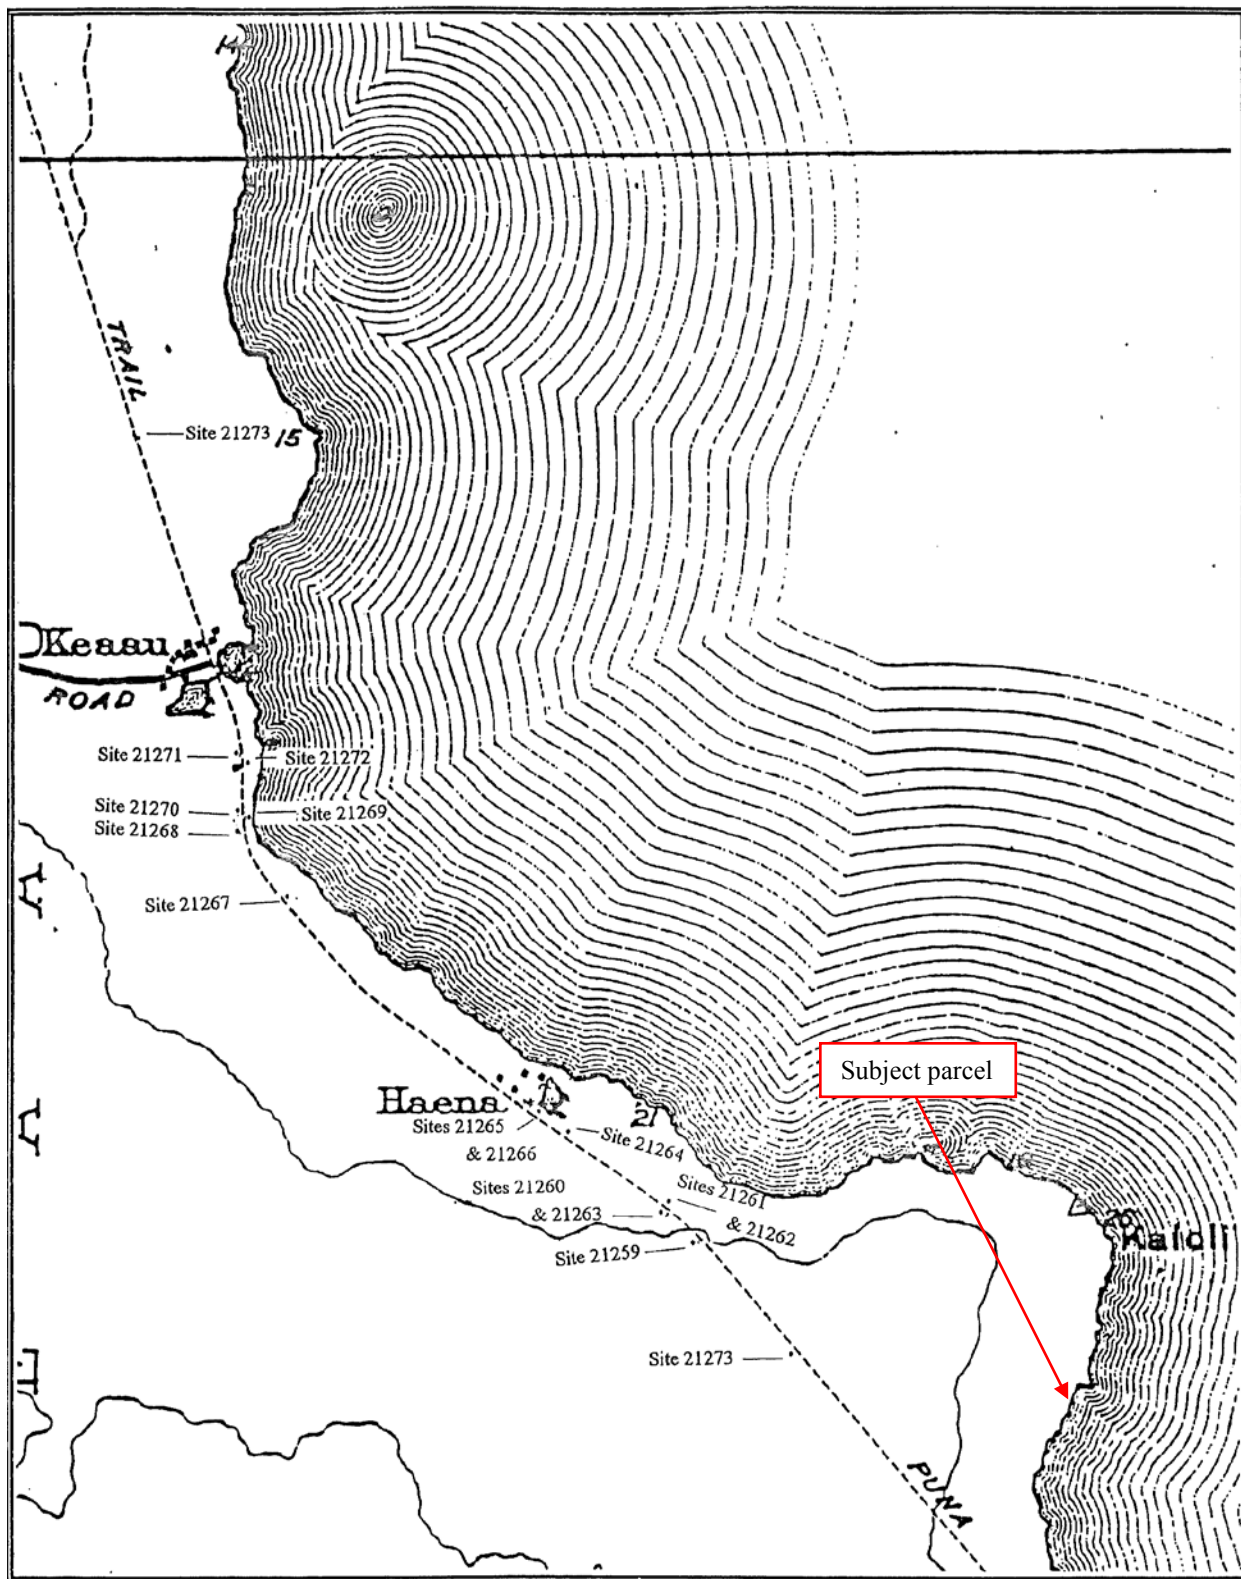 TRAIL
Site 21273
15
Keaau
ROAD
Site 21271
Site 21272
Site 21270
Site 21269
Site 21268
A
Site 21267
Subject parcel
Haena
21
A
Sites 21265
& 21266
Site 21264
Sites 21260
& 21263
Sites 21261
& 21262
Kaloli
Site 21259
Site 21273
E
PUNA